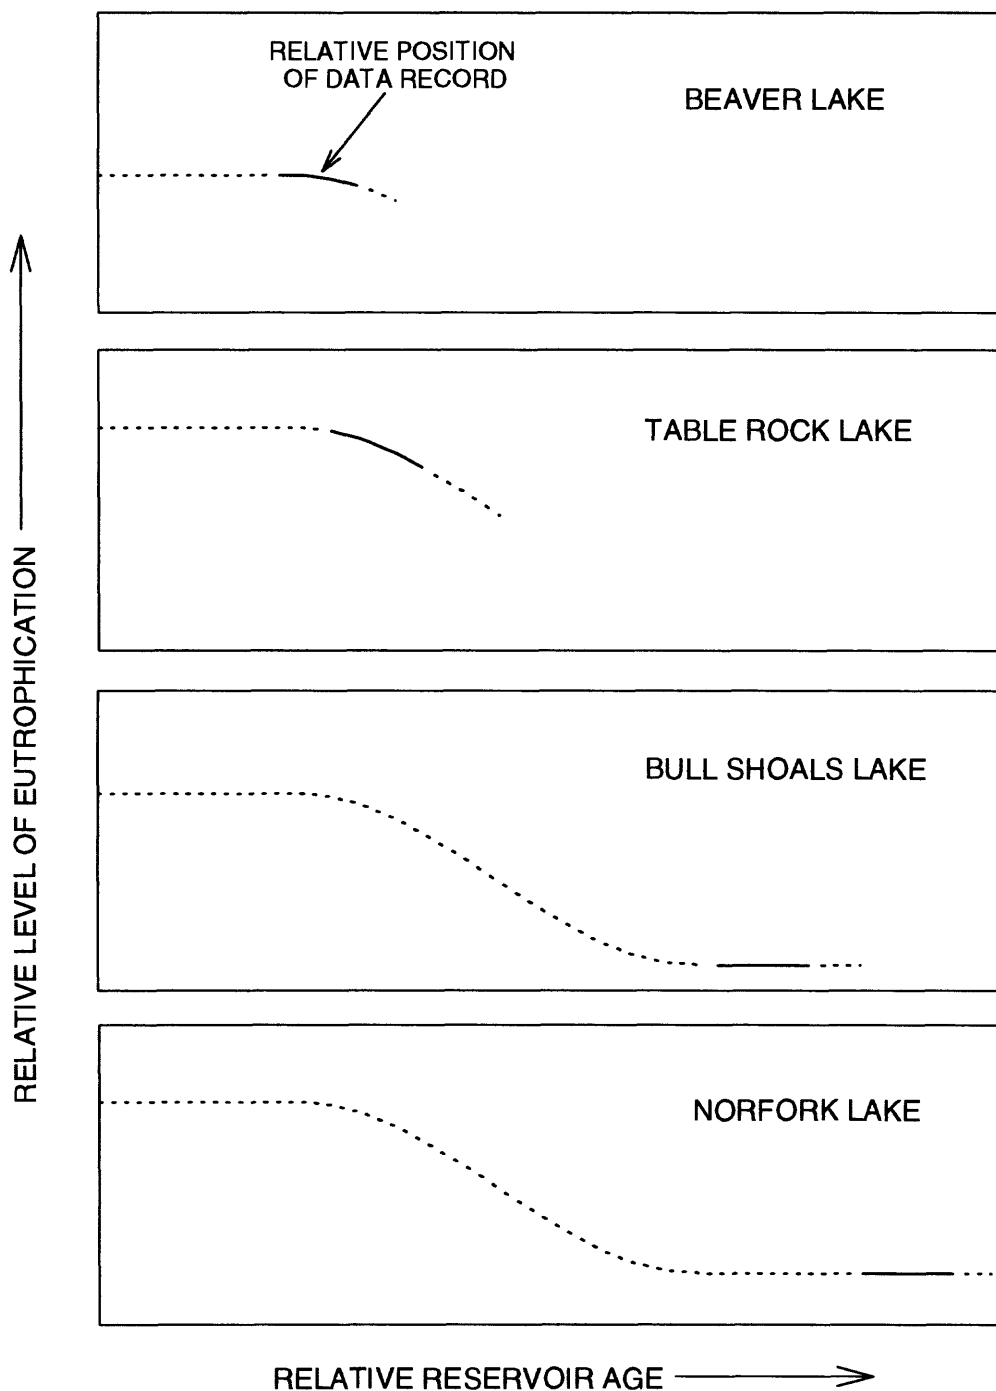 RELATIVE POSITION
OF DATA RECORD
BEAVER LAKE
TABLE ROCK LAKE
BULL SHOALS LAKE
NORFORK LAKE
RELATIVE LEVEL OF EUTROPHICATION
RELATIVE RESERVOIR AGE